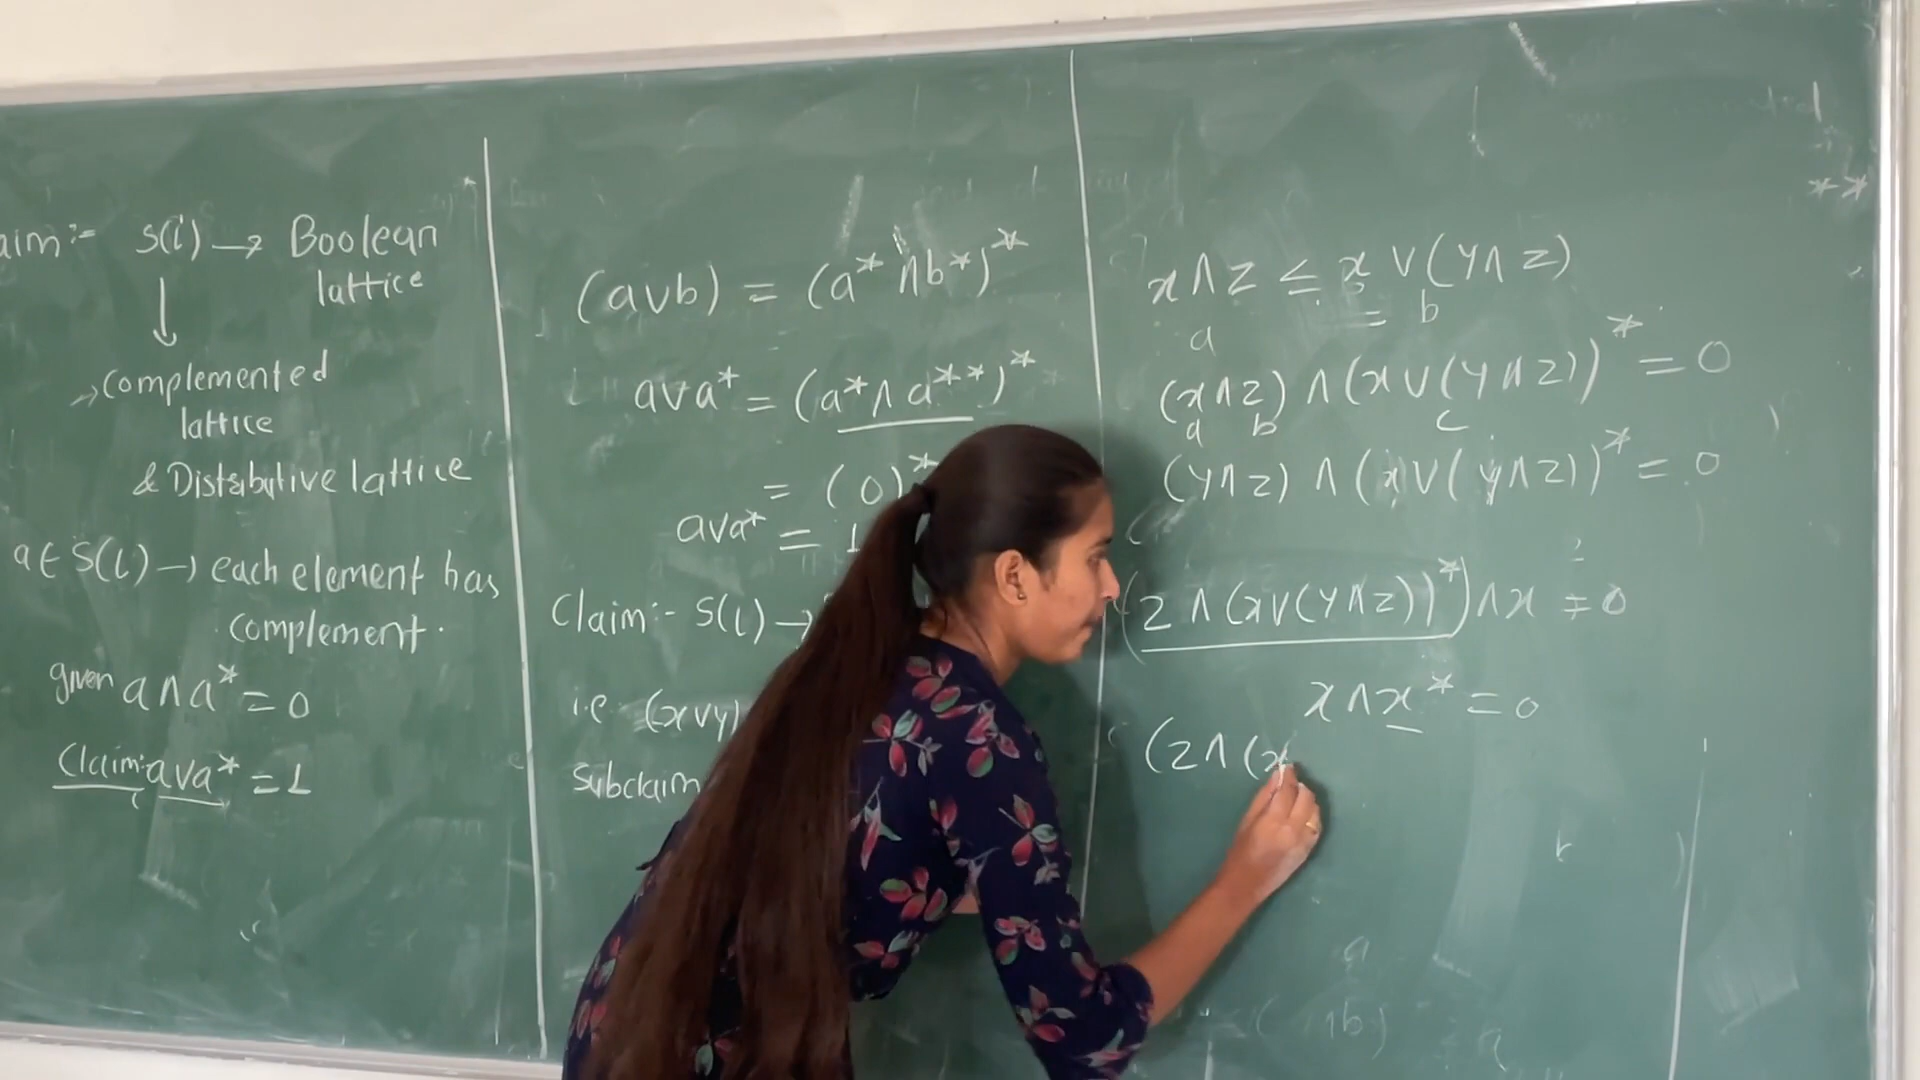 aim:- S(L) → Boolean
lattice
↓
→ Complemented
lattice
& Distributive lattice
a ∈ S(L) → each element has
complement.
given a∧a* = 0
Claim: a∨a* = 1
(a∨b) = (a* ∧ b*)*
a∨a* = (a* ∧ a**)*
= (0)*
a∨a* = 1
Claim:- S(L) →
i.e. (x∨y)
Subclaim
**
x∧z ≤ x∨(y∧z)
a b
(x∧z) ∧ (x∨(y∧z))* = 0
a b c
(y∧z) ∧ (x∨(y∧z))* = 0
(z∧(x∨(y∧z))*)∧x = 0
?
x∧x* = 0
(z∧(x